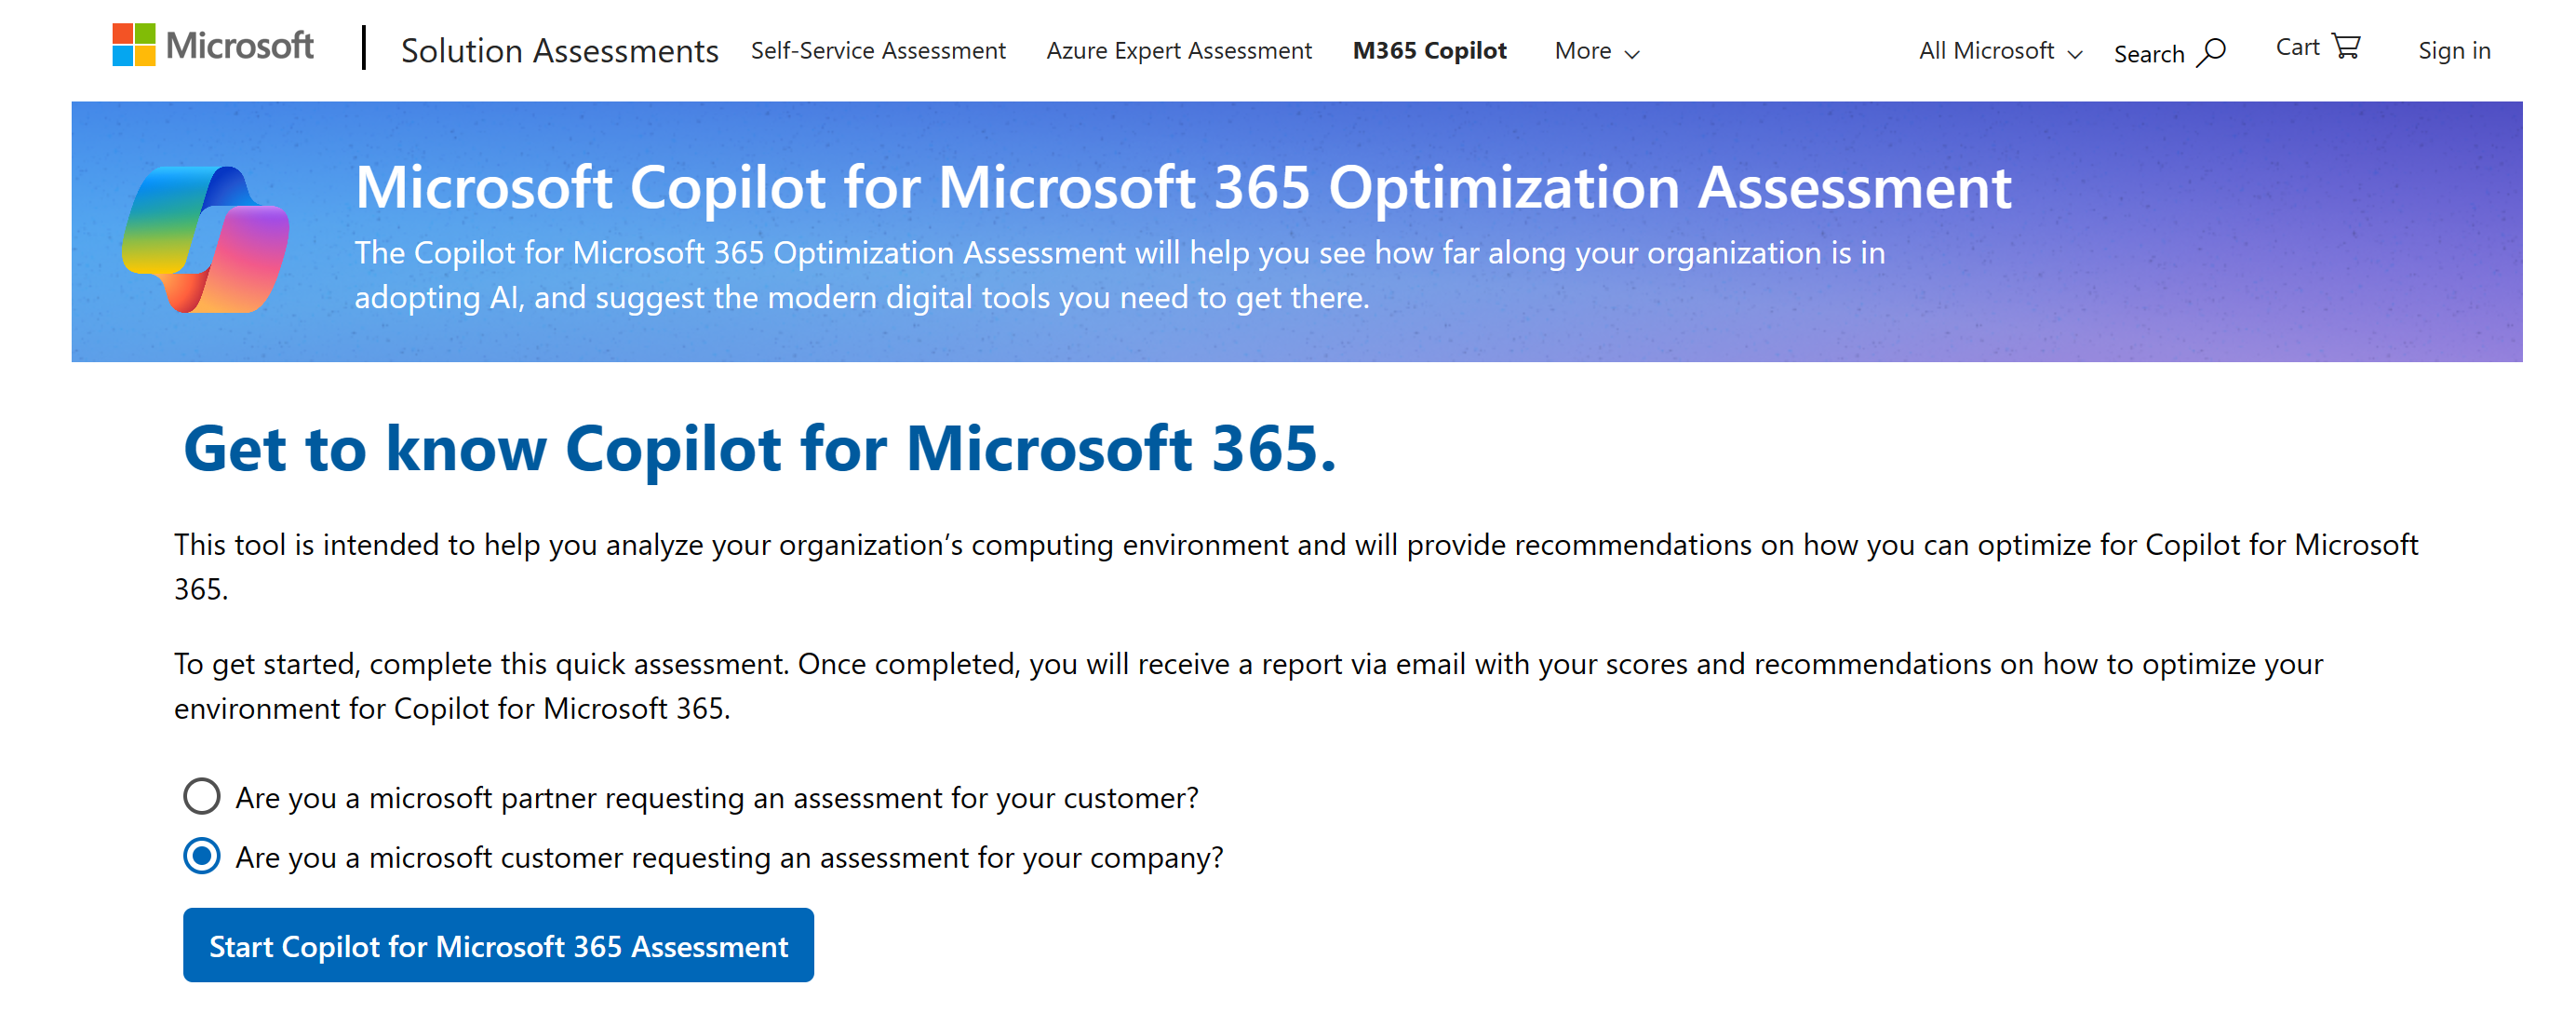 Microsoft
Solution Assessments
Self-Service Assessment
Azure Expert Assessment
M365 Copilot
More
All Microsoft
Search
Cart
Sign in
Microsoft Copilot for Microsoft 365 Optimization Assessment
The Copilot for Microsoft 365 Optimization Assessment will help you see how far along your organization is in
adopting AI, and suggest the modern digital tools you need to get there.
Get to know Copilot for Microsoft 365.
This tool is intended to help you analyze your organization’s computing environment and will provide recommendations on how you can optimize for Copilot for Microsoft
365.
To get started, complete this quick assessment. Once completed, you will receive a report via email with your scores and recommendations on how to optimize your
environment for Copilot for Microsoft 365.
Are you a microsoft partner requesting an assessment for your customer?
Are you a microsoft customer requesting an assessment for your company?
Start Copilot for Microsoft 365 Assessment